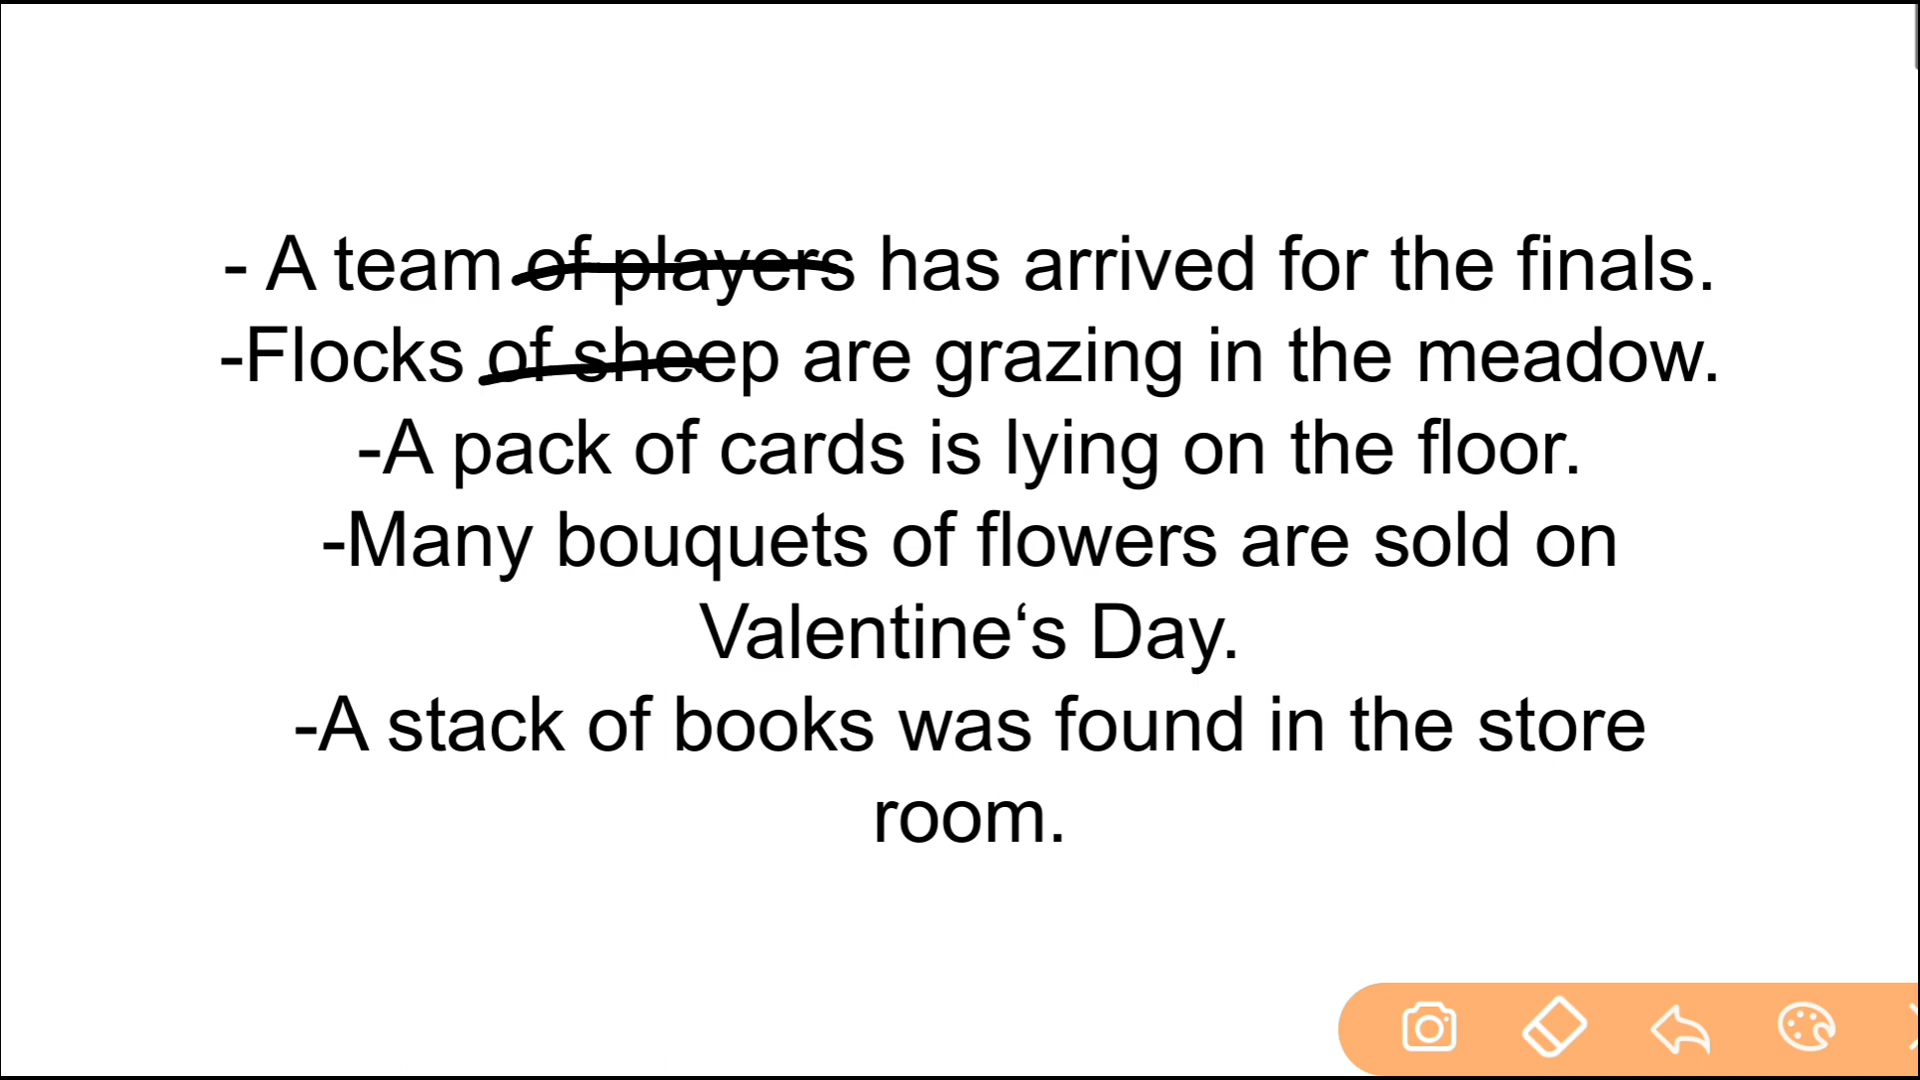 - A team of players has arrived for the finals.
-Flocks of sheep are grazing in the meadow.
-A pack of cards is lying on the floor.
-Many bouquets of flowers are sold on
Valentine‘s Day.
-A stack of books was found in the store
room.